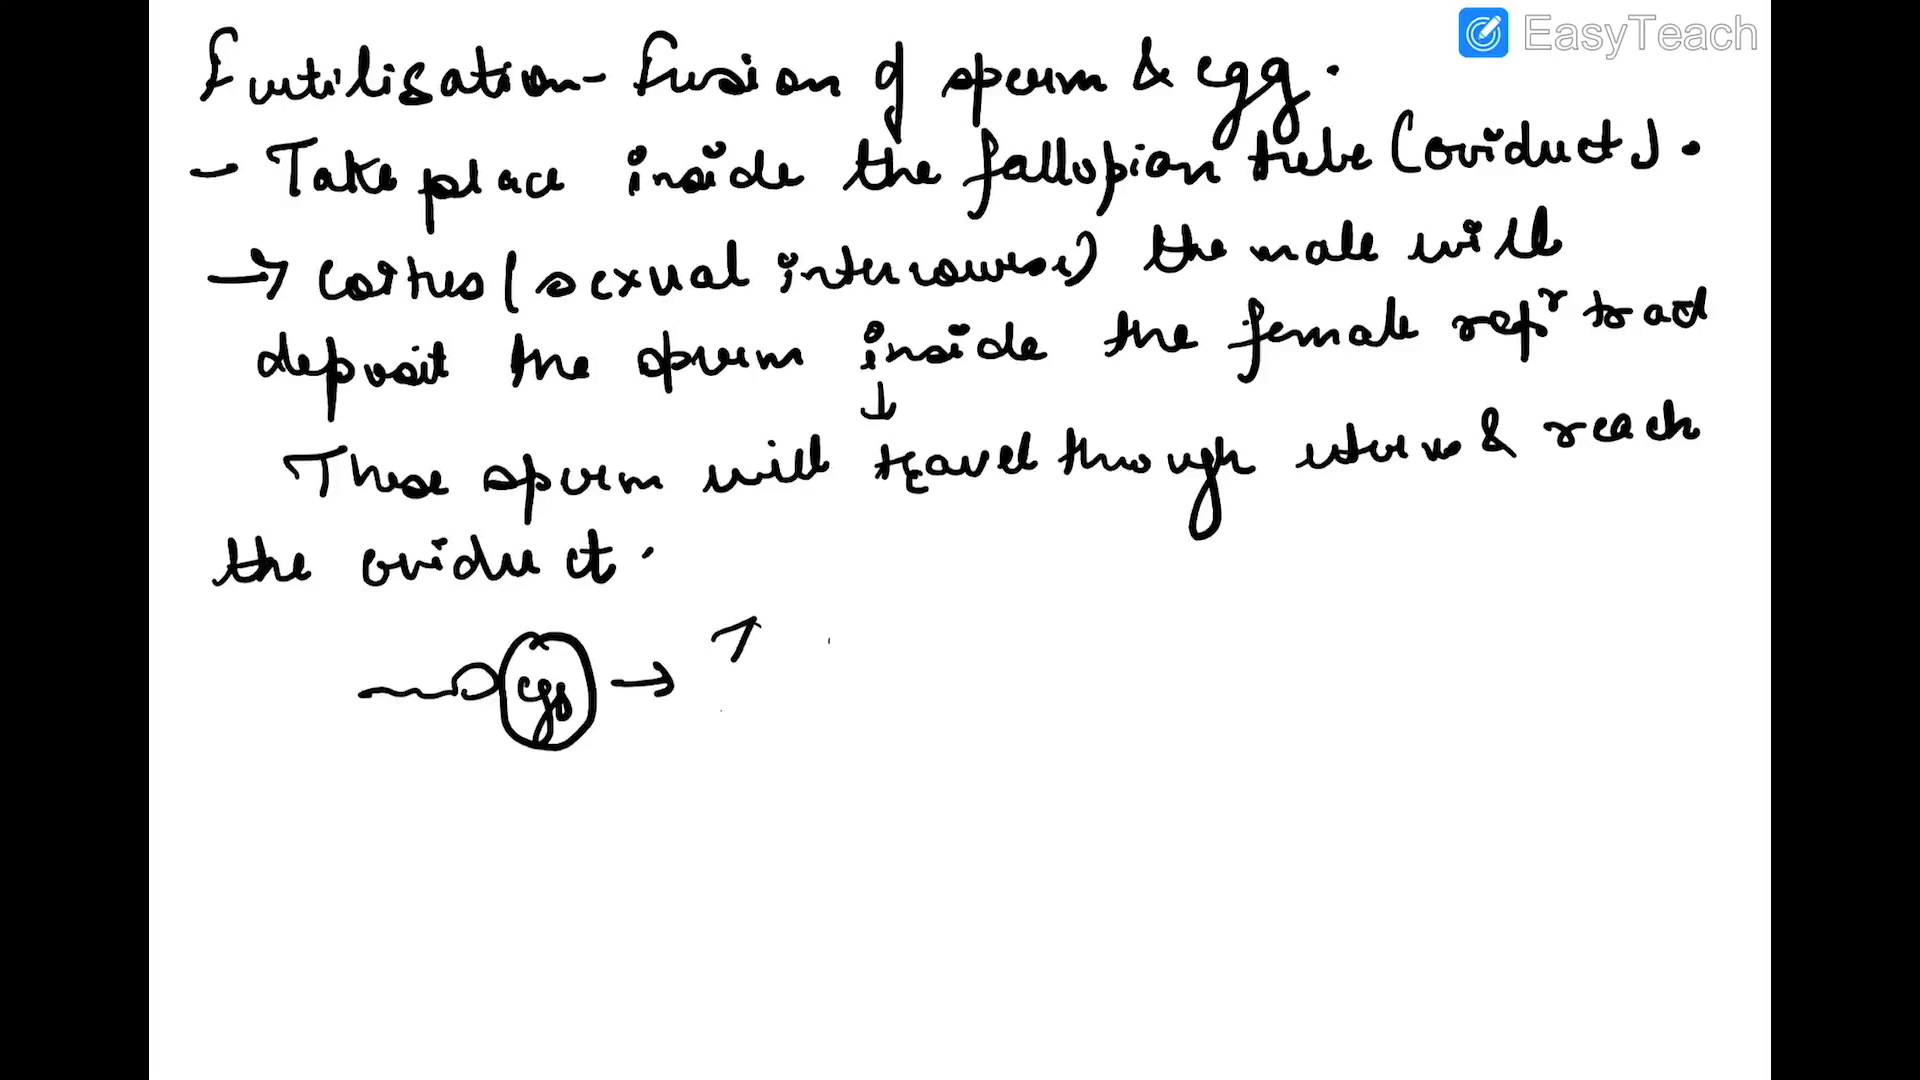 EasyTeach
Fertilisation - Fusion of sperm & egg.
- Take place inside the fallopian tube (oviduct).
→ Coitus (sexual intercourse) the male will
deposit the sperm inside the female repr tract
↓
These sperm will travel through uterus & reach
the oviduct.
egg →